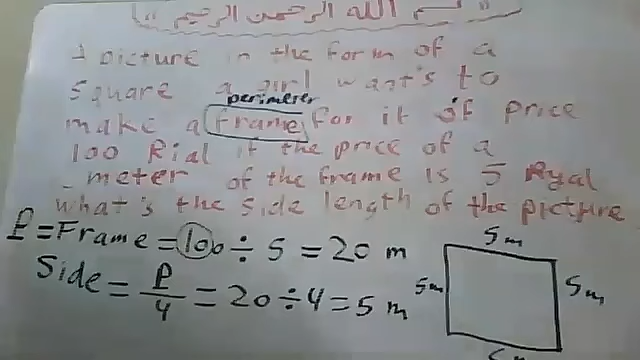 بسم الله الرحمن الرحيم
A picture in the form of a
square a girl want's to
perimerer
make a frame for it of price
100 Rial if the price of a
meter of the frame is 5 Ryal
what's the side length of the picture
P = Frame = 100 ÷ 5 = 20 m
Side = P/4 = 20 ÷ 4 = 5 m
5m
5m
5m
5m